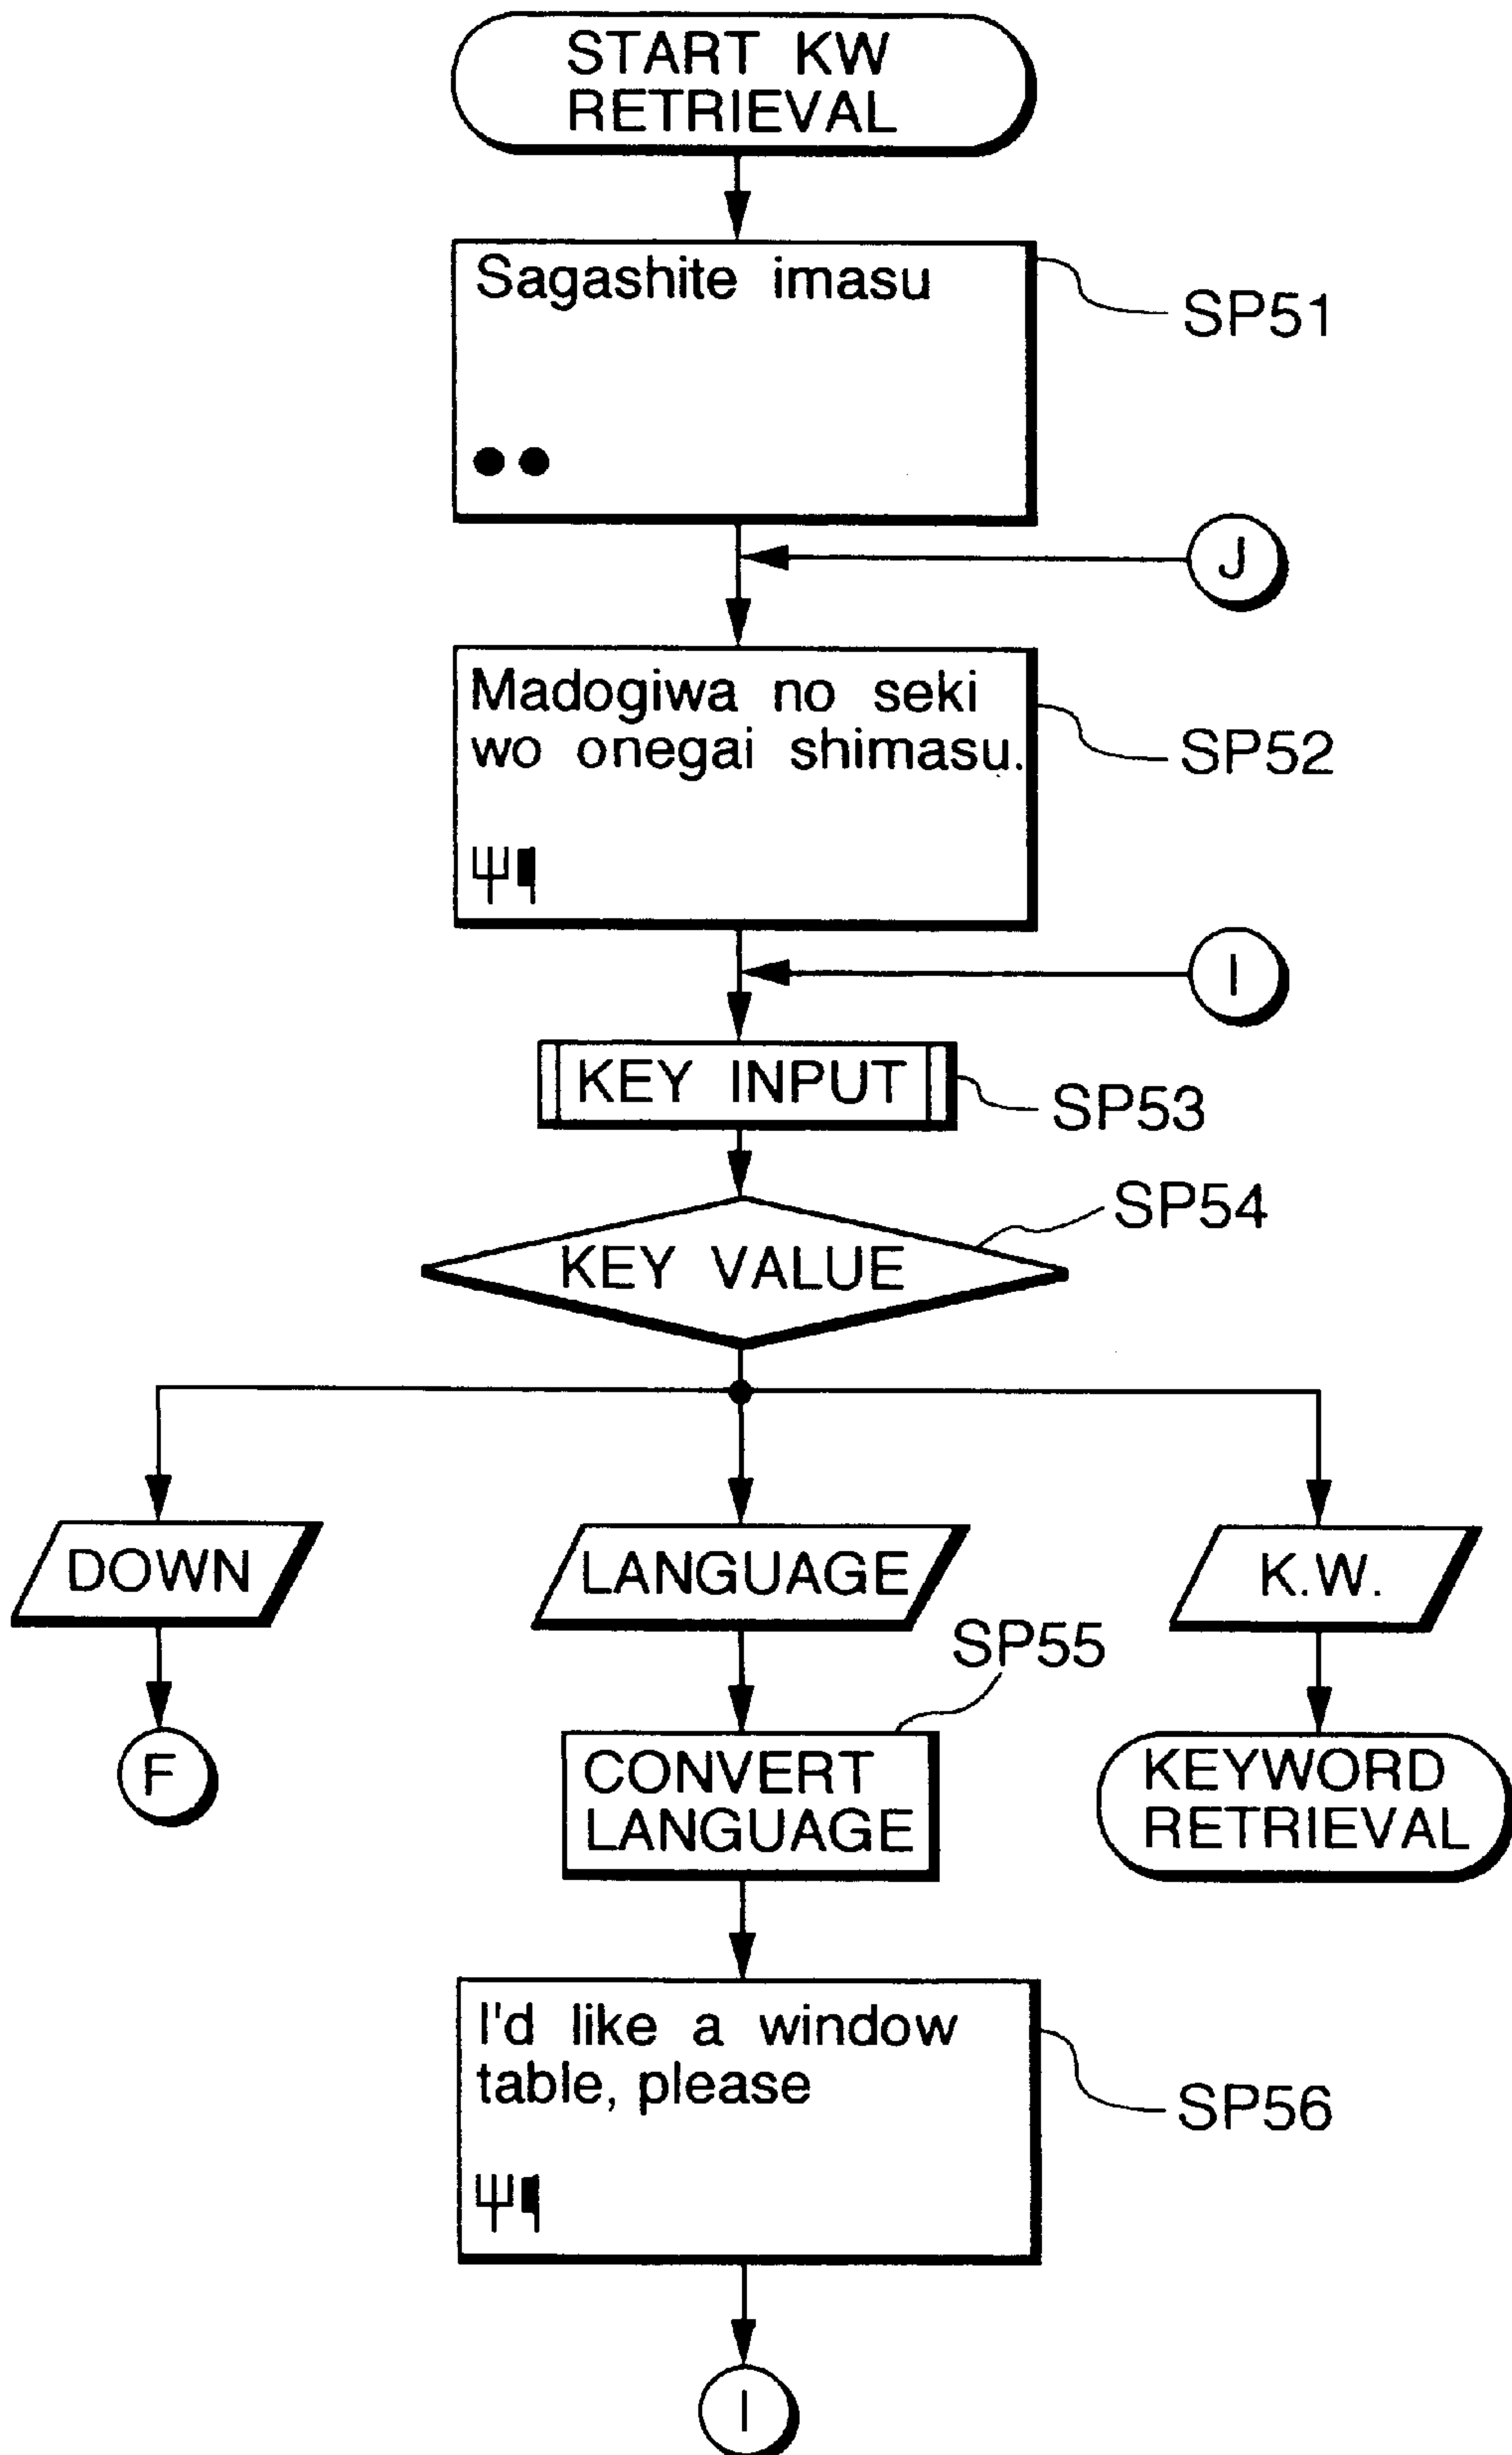 START KW
RETRIEVAL
Sagashite imasu
SP51
J
Madogiwa no seki
wo onegai shimasu.
SP52
I
KEY INPUT
SP53
SP54
KEY VALUE
DOWN
LANGUAGE
K.W.
SP55
F
CONVERT
LANGUAGE
KEYWORD
RETRIEVAL
I'd like a window
table, please
SP56
I